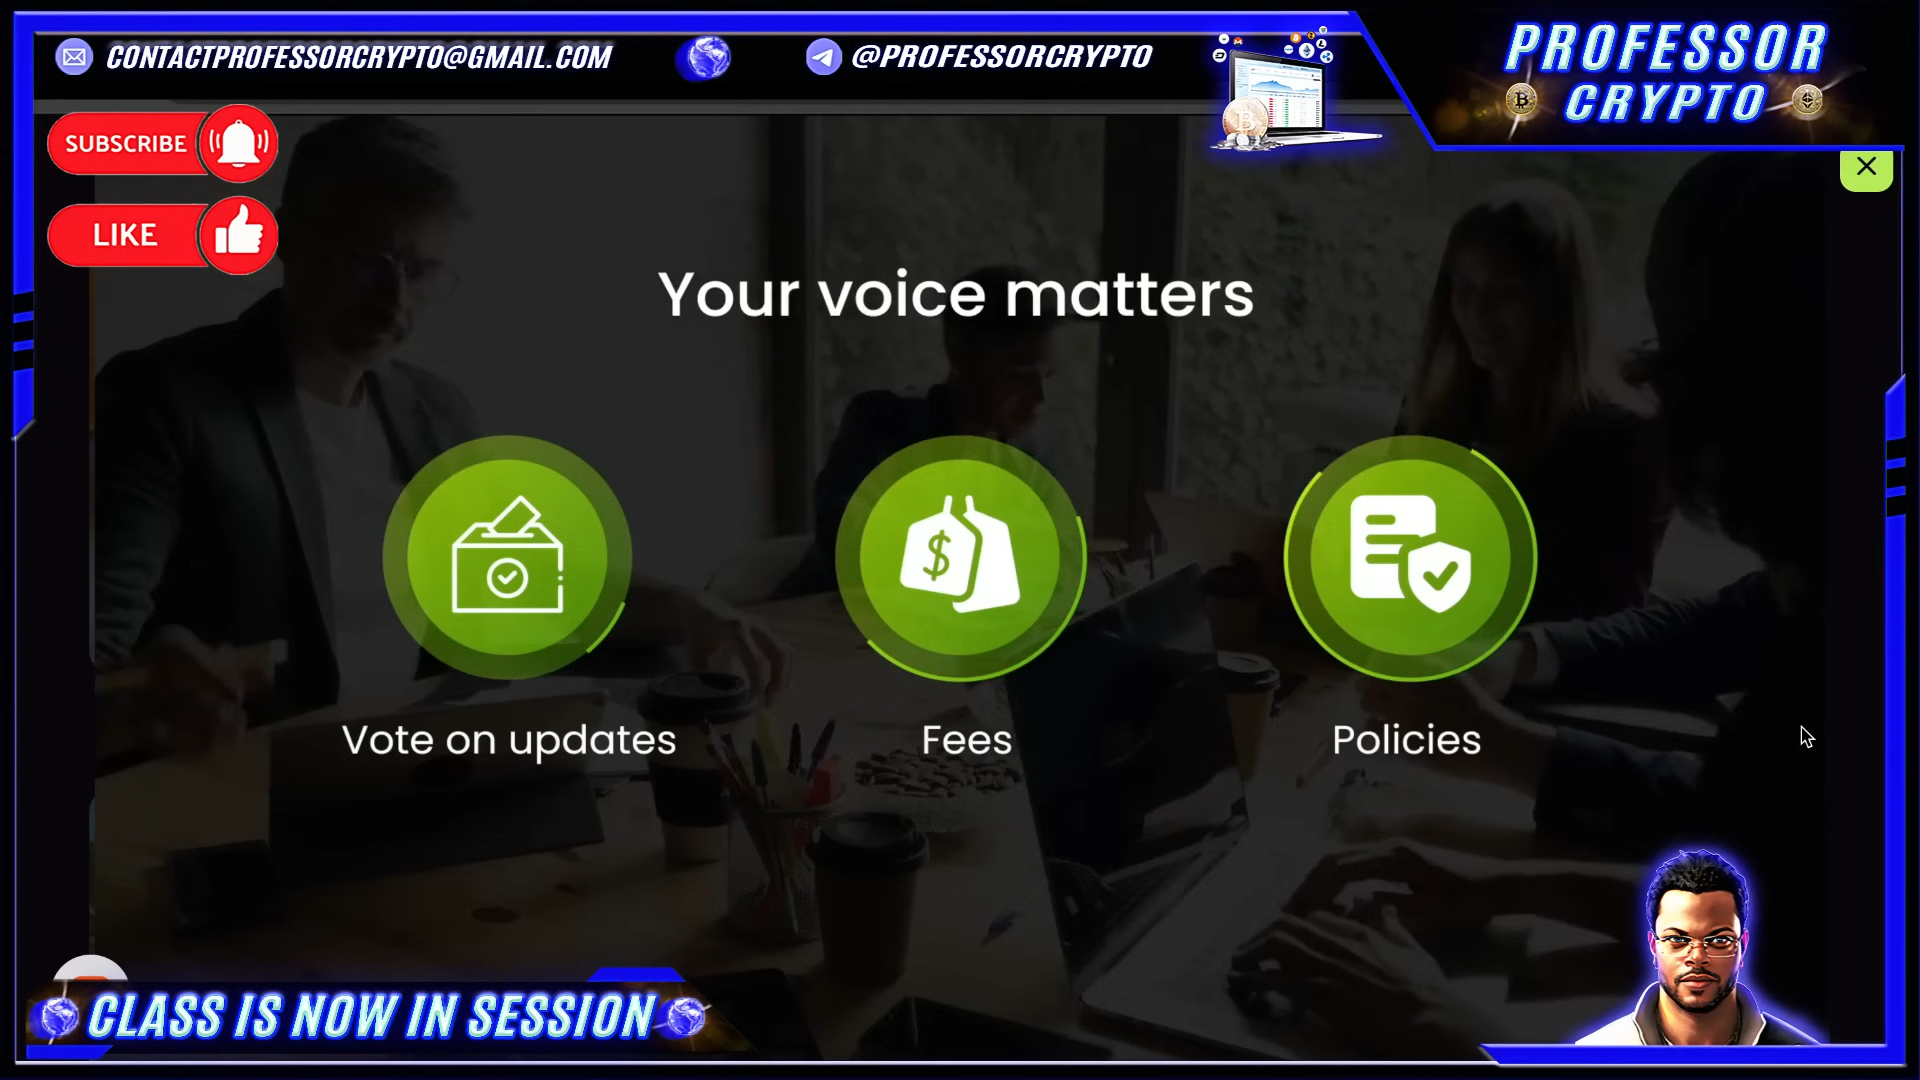 CONTACTPROFESSORCRYPTO@GMAIL.COM
@PROFESSORCRYPTO
PROFESSOR
CRYPTO
SUBSCRIBE
LIKE
Your voice matters
Vote on updates
Fees
Policies
CLASS IS NOW IN SESSION